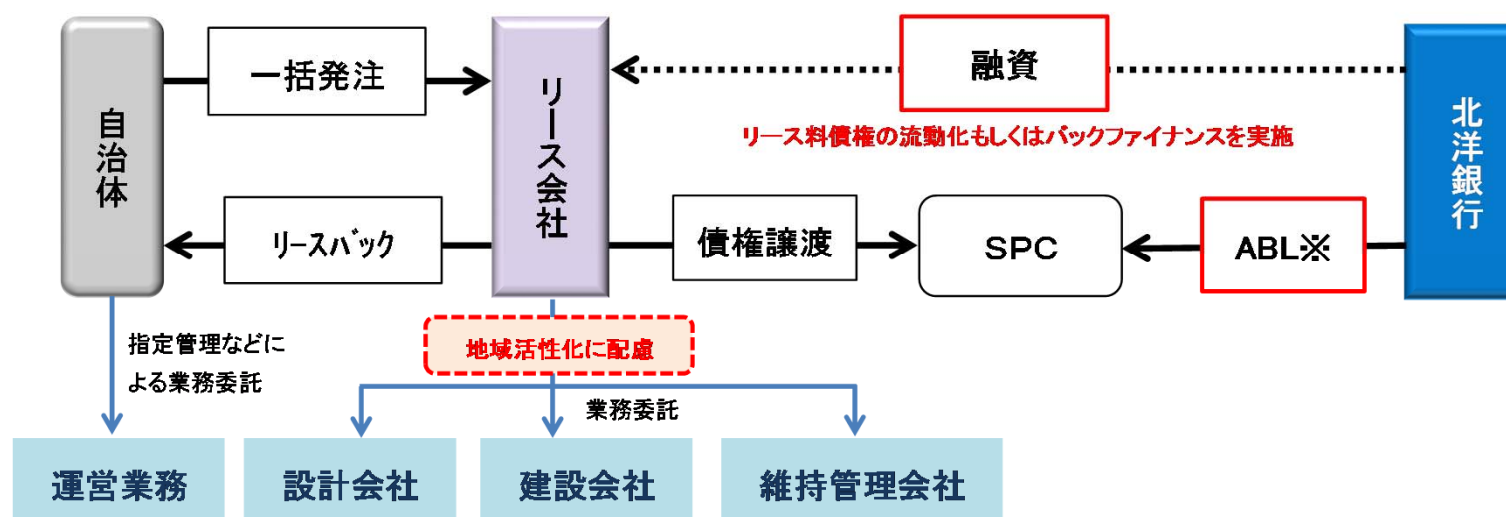 自治体
一括発注
リース会社
融資
北洋銀行
リース料債権の流動化もしくはバックファイナンスを実施
リースバック
債権譲渡
SPC
ABL※
指定管理などに
よる業務委託
地域活性化に配慮
業務委託
運営業務
設計会社
建設会社
維持管理会社